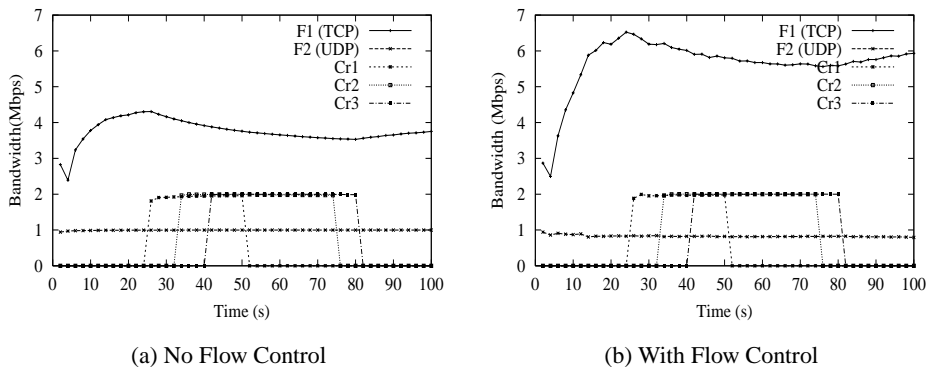 7
6
5
4
3
2
1
0
Bandwidth(Mbps)
F1 (TCP)
F2 (UDP)
Cr1
Cr2
Cr3
0 10 20 30 40 50 60 70 80 90 100
Time (s)
(a) No Flow Control
7
6
5
4
3
2
1
0
Bandwidth (Mbps)
F1 (TCP)
F2 (UDP)
Cr1
Cr2
Cr3
0 10 20 30 40 50 60 70 80 90 100
Time (s)
(b) With Flow Control